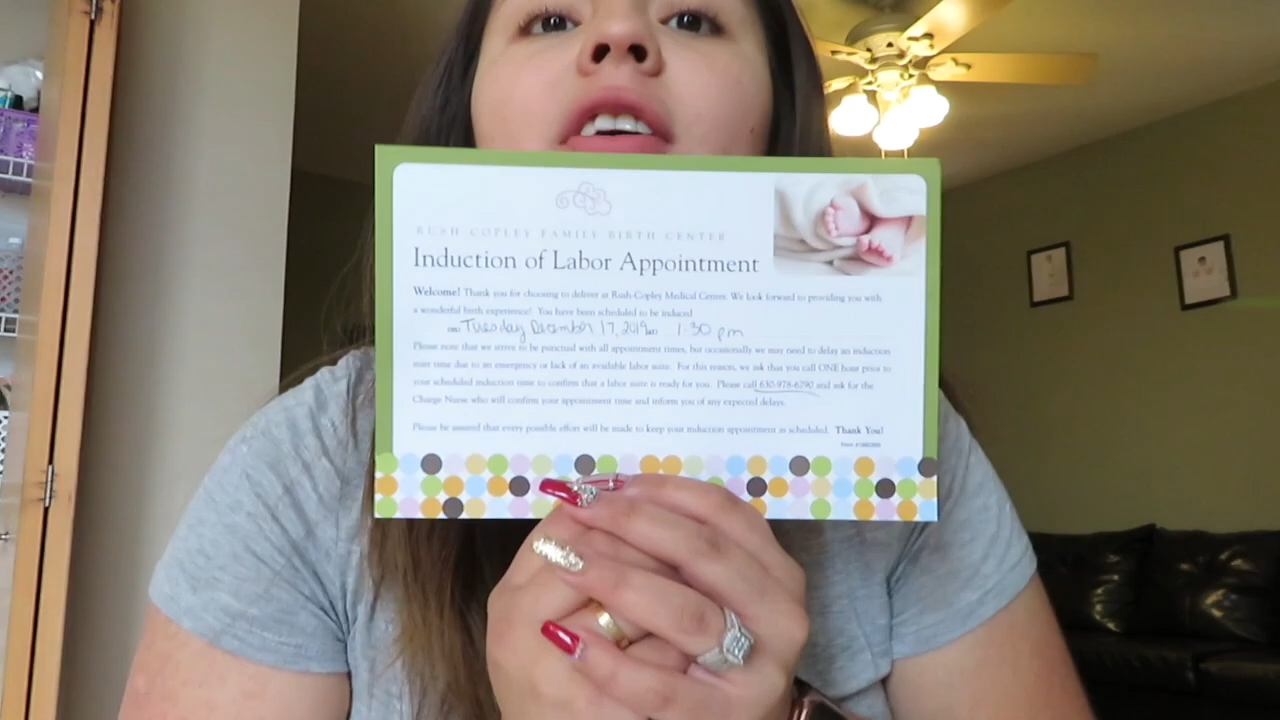 RUSH-COPLEY FAMILY BIRTH CENTER
Induction of Labor Appointment
Welcome! Thank you for choosing to deliver at Rush-Copley Medical Center. We look forward to providing you with
a wonderful birth experience! You have been scheduled to be induced
on: Tuesday December 17, 2019 at: 1:30 pm
Please note that we strive to be punctual with all appointment times, but occasionally we may need to delay an induction
start time due to an emergency or lack of an available labor suite. For this reason, we ask that you call ONE hour prior to
your scheduled induction time to confirm that a labor suite is ready for you. Please call 630-978-6290 and ask for the
Charge Nurse who will confirm your appointment time and inform you of any expected delays.
Please be assured that every possible effort will be made to keep your induction appointment as scheduled. Thank You!